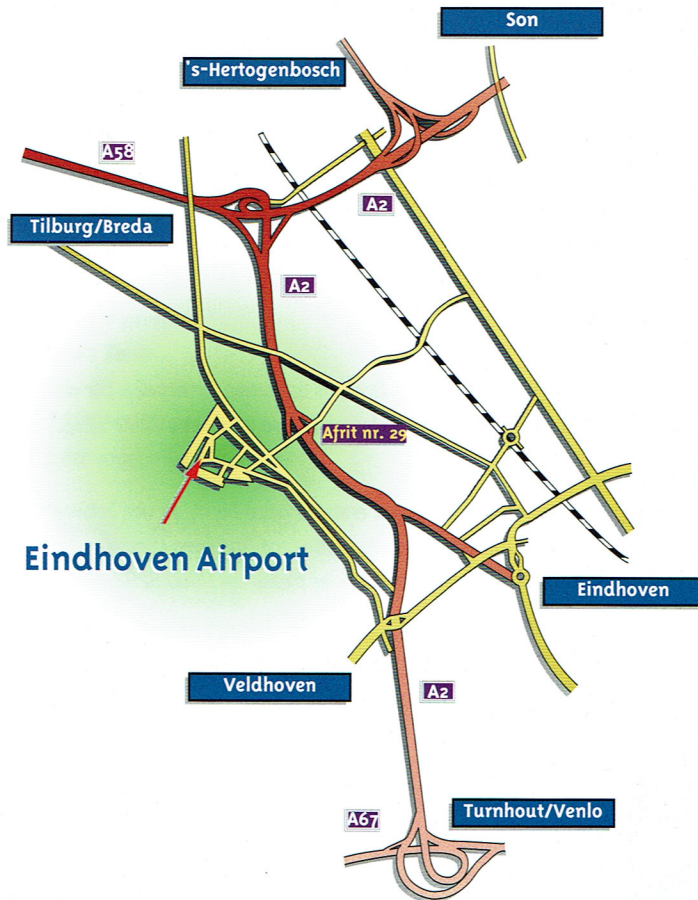 Son
's-Hertogenbosch
A58
A2
Tilburg/Breda
A2
Afrit nr. 29
Eindhoven Airport
Eindhoven
Veldhoven
A2
Turnhout/Venlo
A67